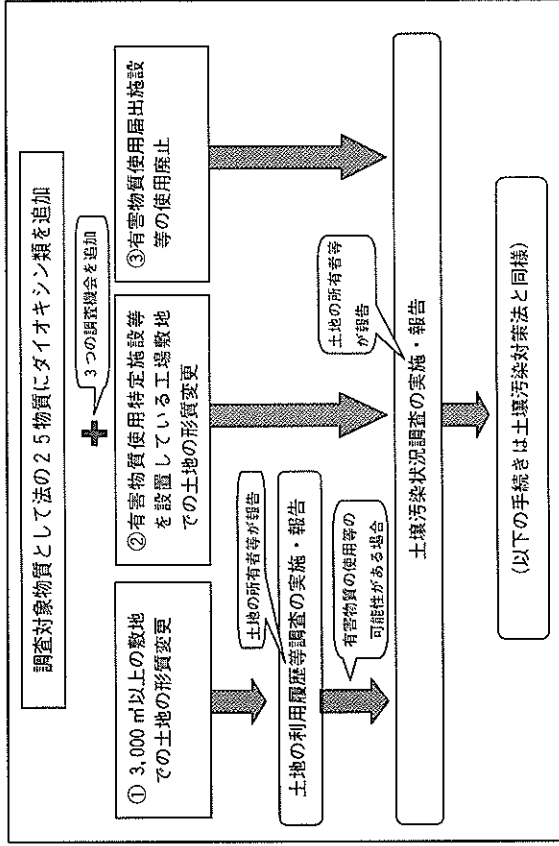 調査対象物質として法の25物質にダイオキシン類を追加
3つの調査機会を追加
① 3,000㎡以上の敷地
での土地の形質変更
②有害物質使用特定施設等
を設置している工場敷地
での土地の形質変更
③有害物質使用届出施設
等の使用廃止
土地の所有者等が報告
土地の利用履歴等調査の実施・報告
有害物質の使用等の
可能性がある場合
土地の所有者等
が報告
土壌汚染状況調査の実施・報告
(以下の手続きは土壌汚染対策法と同様)